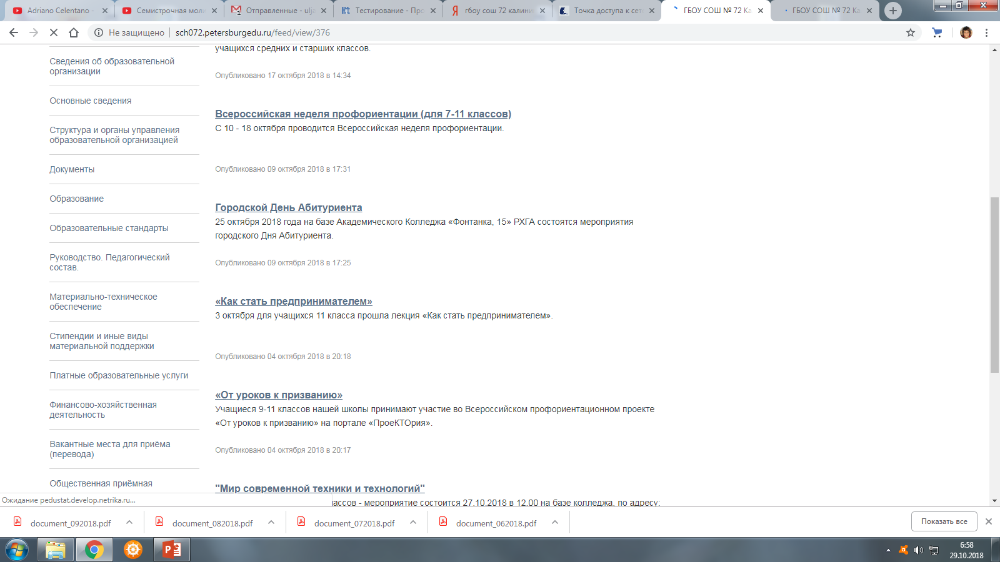 Adriano Celentano -
Семистрочная моли
Отправленные - ulja
Тестирование - Про
гбоу сош 72 калини
Точка доступа к сет
ГБОУ СОШ № 72 Ка
ГБОУ СОШ № 72 Ка
Не защищено
sch072.petersburgedu.ru/feed/view/376
Сведения об образовательной
организации
Основные сведения
Структура и органы управления
образовательной организацией
Документы
Образование
Образовательные стандарты
Руководство. Педагогический
состав.
Материально-техническое
обеспечение
Стипендии и иные виды
материальной поддержки
Платные образовательные услуги
Финансово-хозяйственная
деятельность
Вакантные места для приёма
(перевода)
Общественная приёмная
учащихся средних и старших классов.
Опубликовано 17 октября 2018 в 14:34
Всероссийская неделя профориентации (для 7-11 классов)
С 10 - 18 октября проводится Всероссийская неделя профориентации.
Опубликовано 09 октября 2018 в 17:31
Городской День Абитуриента
25 октября 2018 года на базе Академического Колледжа «Фонтанка, 15» РХГА состоятся мероприятия
городского Дня Абитуриента.
Опубликовано 09 октября 2018 в 17:25
«Как стать предпринимателем»
3 октября для учащихся 11 класса прошла лекция «Как стать предпринимателем».
Опубликовано 04 октября 2018 в 20:18
«От уроков к призванию»
Учащиеся 9-11 классов нашей школы принимают участие во Всероссийском профориентационном проекте
«От уроков к призванию» на портале «ПроеКТОрия».
Опубликовано 04 октября 2018 в 20:17
"Мир современной техники и технологий"
лассов - мероприятие состоится 27.10.2018 в 12.00 на базе колледжа, по адресу:
Ожидание pedustat.develop.netrika.ru...
document_092018.pdf
document_082018.pdf
document_072018.pdf
document_062018.pdf
Показать все
6:58
29.10.2018